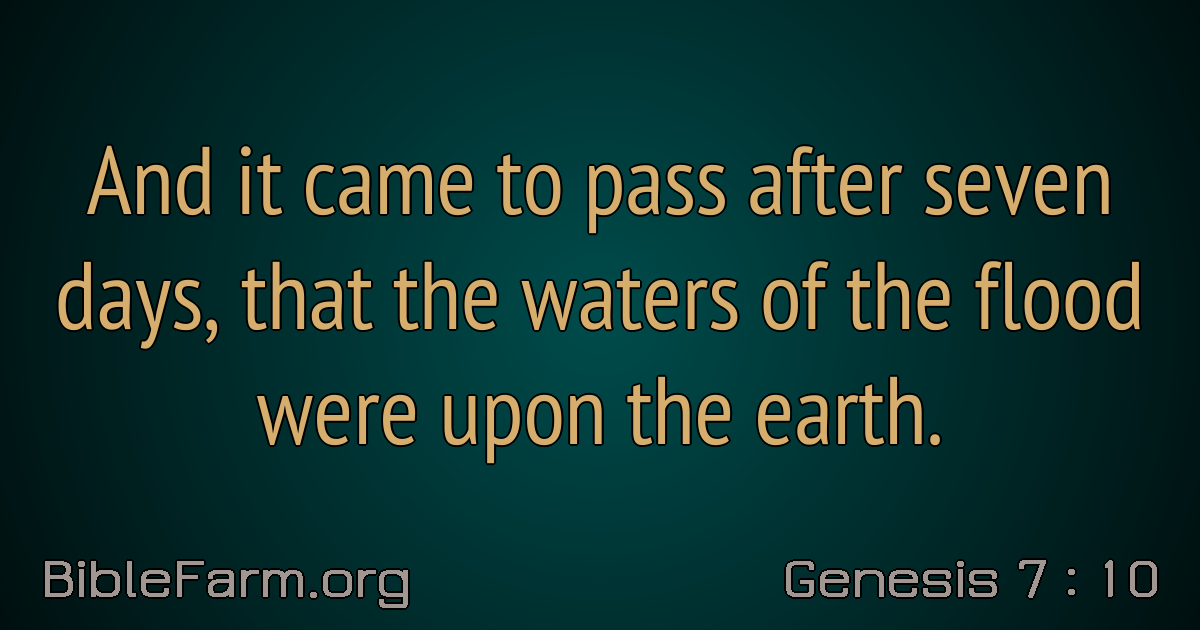 And it came to pass after seven
days, that the waters of the flood
were upon the earth.
BibleFarm.org
Genesis 7 : 10